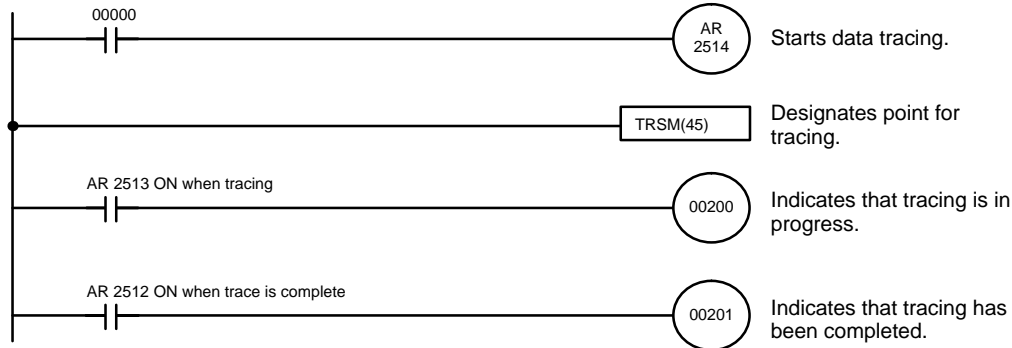 00000
AR
2514
Starts data tracing.
TRSM(45)
Designates point for
tracing.
AR 2513 ON when tracing
00200
Indicates that tracing is in
progress.
AR 2512 ON when trace is complete
00201
Indicates that tracing has
been completed.